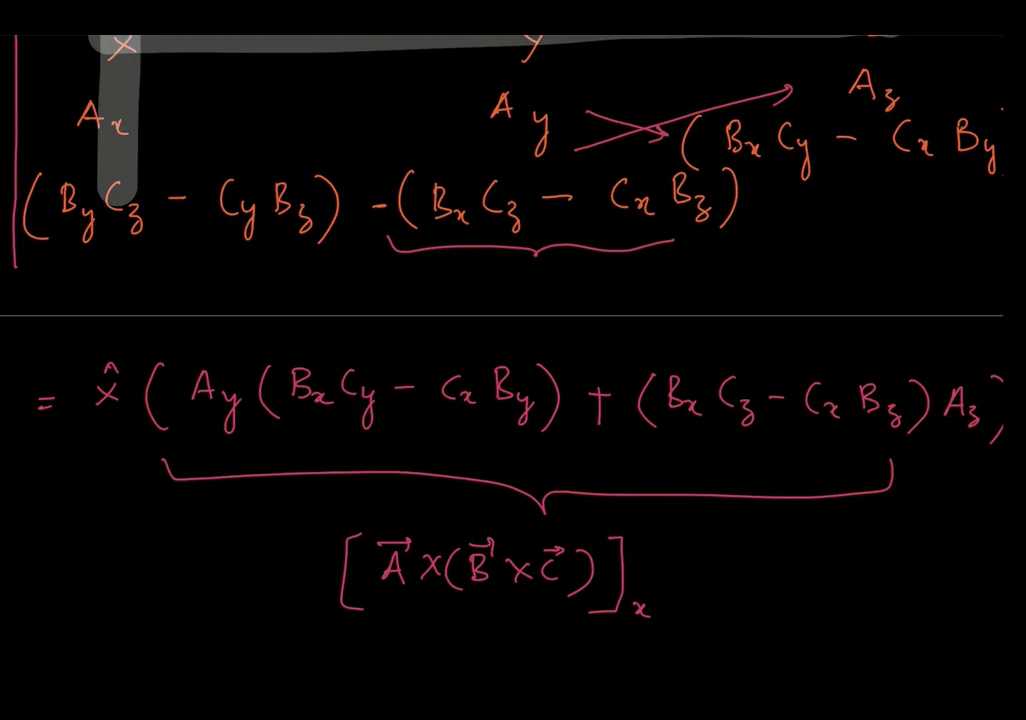 x̂ ŷ
A_x A_y A_z
(B_y C_z - C_y B_z) -(B_x C_z - C_x B_z) (B_x C_y - C_x B_y
= x̂ ( A_y (B_x C_y - C_x B_y) + (B_x C_z - C_x B_z) A_z )
[A⃗ × (B⃗ × C⃗)]_x